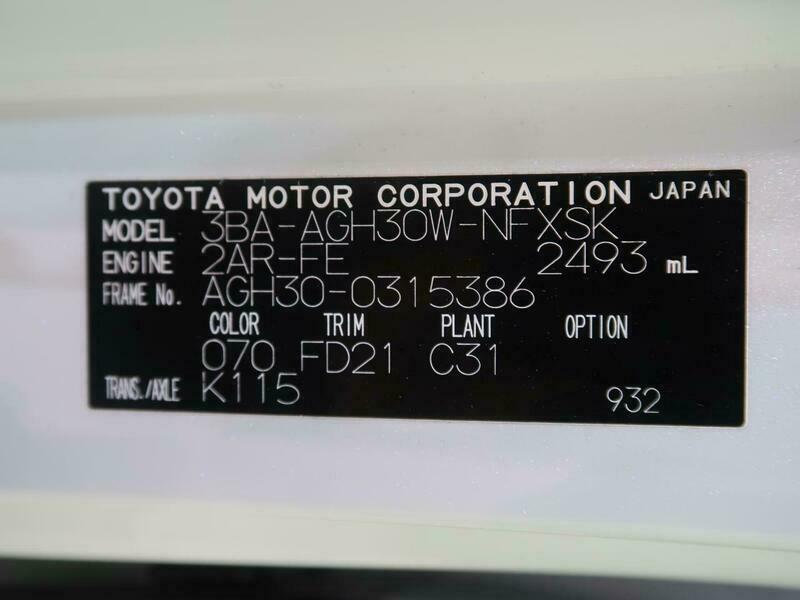 TOYOTA MOTOR CORPORATION JAPAN
MODEL 3BA-AGH30W-NFXSK
ENGINE 2AR-FE 2493 mL
FRAME No. AGH30-0315386
COLOR TRIM PLANT OPTION
070 FD21 C31
TRANS./AXLE K115 932